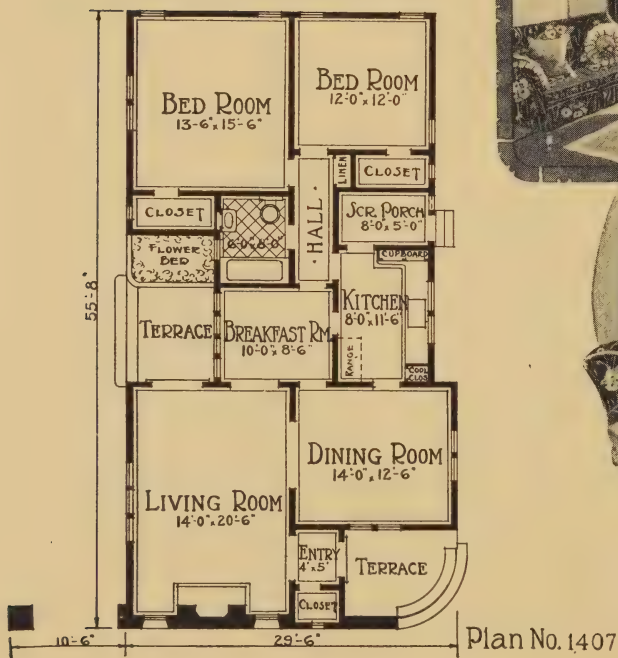 BED ROOM
13'-6" x 15'-6"
BED ROOM
12'-0" x 12'-0"
LINEN
CLOSET
CLOSET
6'-0" x 8'-0"
HALL
SCR. PORCH
8'-0" x 5'-0"
FLOWER
BED
CUPBOARD
55'-8"
TERRACE
BREAKFAST RM
10'-0" x 8'-6"
KITCHEN
8'-0" x 11'-6"
RANGE
COOL
CLOS
DINING ROOM
14'-0" x 12'-6"
LIVING ROOM
14'-0" x 20'-6"
ENTRY
4' x 5'
TERRACE
CLOSET
10'-6"
29'-6"
Plan No. 1407